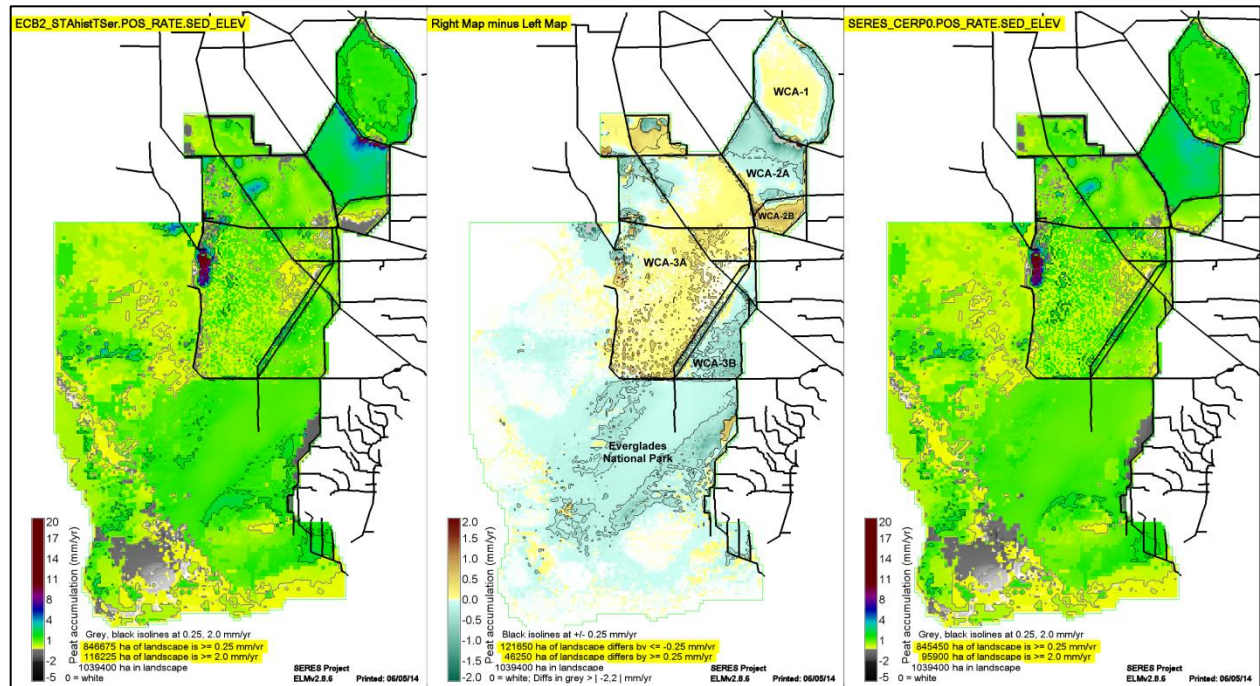 ECB2_STAhistTSer.POS_RATE.SED_ELEV
20
17
14
11
8
6
4
2
1
0
-2
-5
Peat accumulation (mm/yr)
Grey, black isolines at 0.25, 2.0 mm/yr
846675 ha of landscape is >= 0.25 mm/yr
116225 ha of landscape is >= 2.0 mm/yr
1039400 ha in landscape
0 = white
SERES Project
ELMv2.8.6
Printed: 06/05/14
Right Map minus Left Map
WCA-1
WCA-2A
WCA-2B
WCA-3A
WCA-3B
Everglades
National Park
2.0
1.5
1.0
0.5
0.0
-0.5
-1.0
-1.5
-2.0
Peat accumulation (mm/yr)
Black isolines at +/- 0.25 mm/yr
121650 ha of landscape differs by <= -0.25 mm/yr
46250 ha of landscape differs by >= 0.25 mm/yr
1039400 ha in landscape
0 = white; Diffs in grey > | -2,2 | mm/yr
SERES Project
ELMv2.8.6
Printed: 06/05/14
SERES_CERP0.POS_RATE.SED_ELEV
20
17
14
11
8
6
4
2
1
0
-2
-5
Peat accumulation (mm/yr)
Grey, black isolines at 0.25, 2.0 mm/yr
845450 ha of landscape is >= 0.25 mm/yr
95900 ha of landscape is >= 2.0 mm/yr
1039400 ha in landscape
0 = white
SERES Project
ELMv2.8.6
Printed: 06/05/14